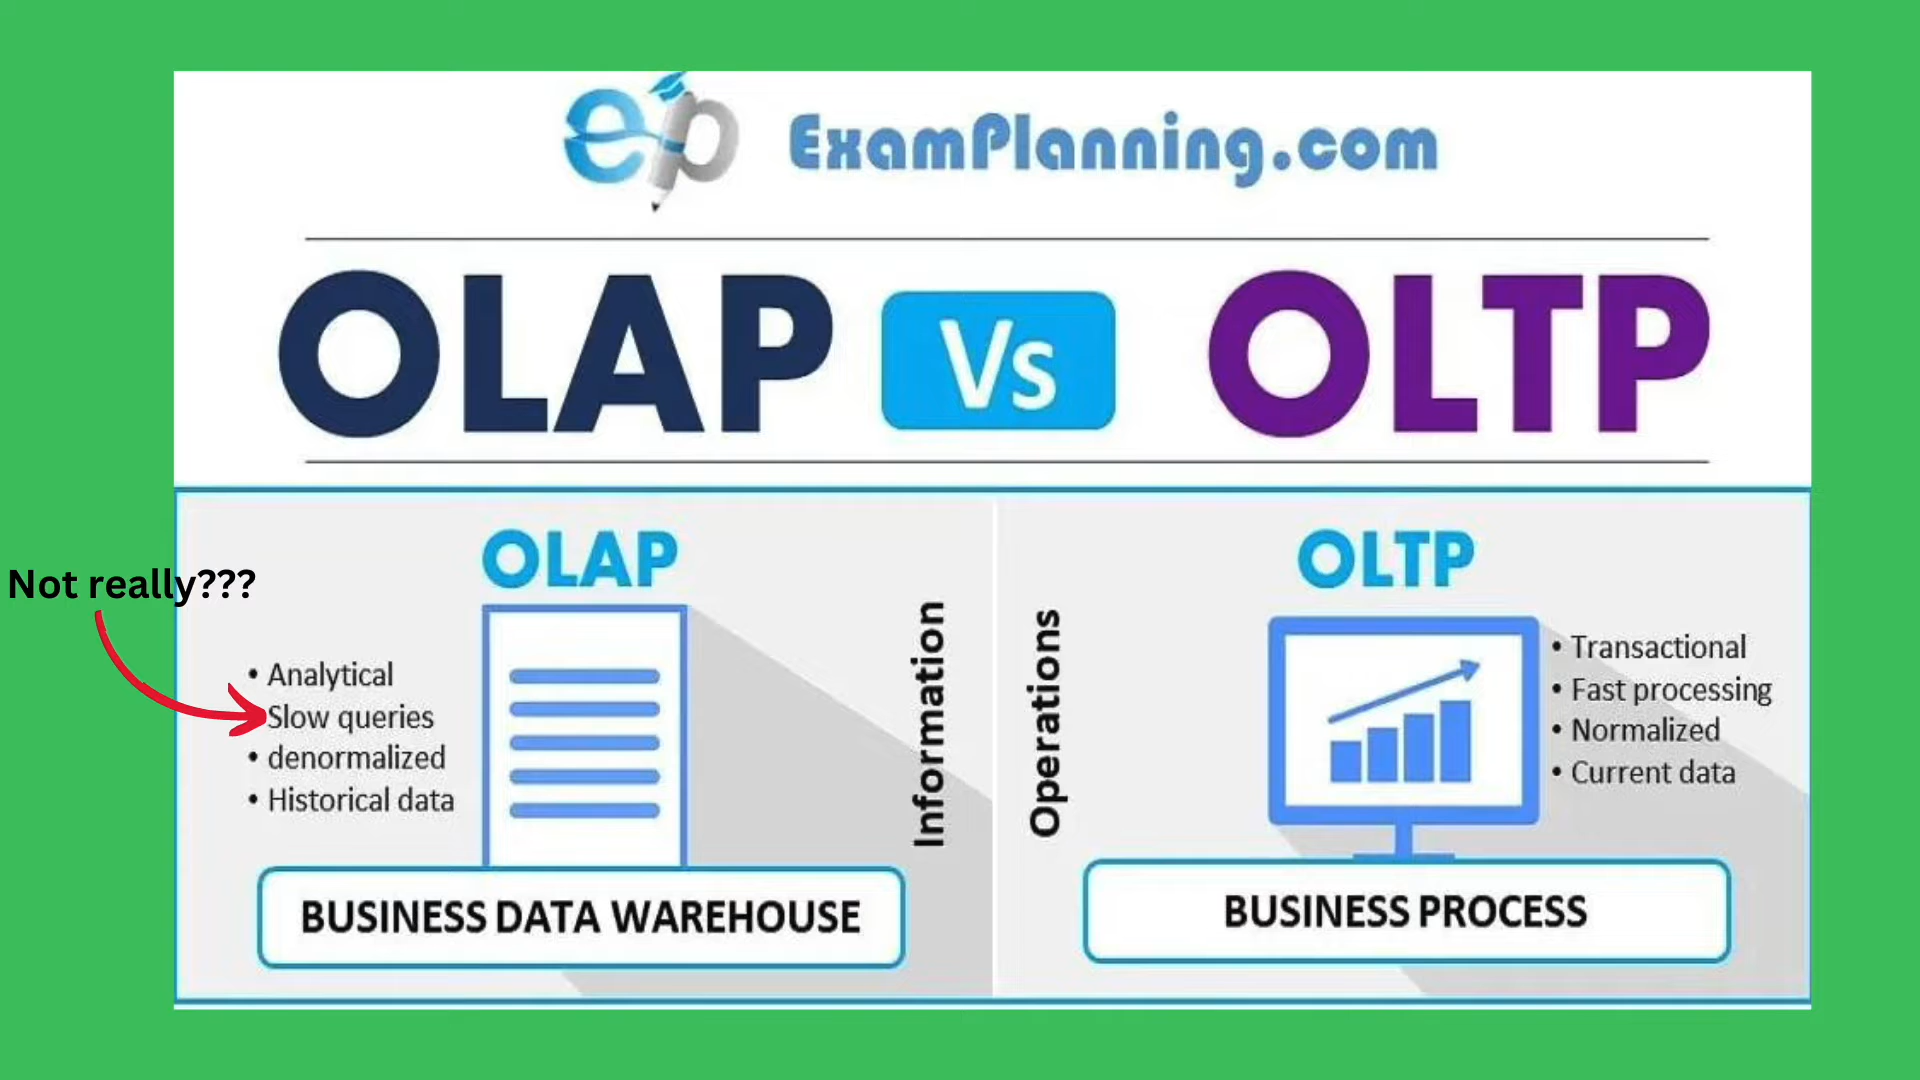 ep ExamPlanning.com
OLAP Vs OLTP
OLAP
Not really???
• Analytical
Slow queries
• denormalized
• Historical data
Information
BUSINESS DATA WAREHOUSE
OLTP
Operations
• Transactional
• Fast processing
• Normalized
• Current data
BUSINESS PROCESS